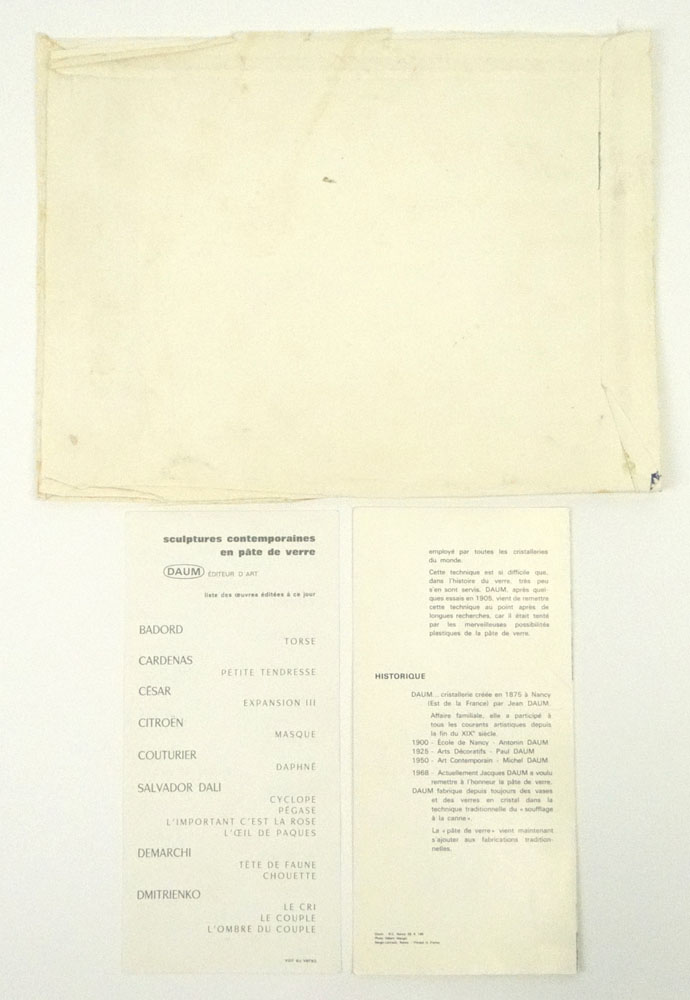 sculptures contemporaines
en pâte de verre
DAUM ÉDITEUR D'ART
liste des œuvres éditées à ce jour
BADORD
TORSE
CARDENAS
PETITE TENDRESSE
CÉSAR
EXPANSION III
CITROËN
MASQUE
COUTURIER
DAPHNÉ
SALVADOR DALI
CYCLOPE
PÉGASE
L'IMPORTANT C'EST LA ROSE
L'ŒIL DE PAQUES
DEMARCHI
TÊTE DE FAUNE
CHOUETTE
DMITRIENKO
LE CRI
LE COUPLE
L'OMBRE DU COUPLE
voir au verso
employé par toutes les cristalleries
du monde.
Cette technique est si difficile que,
dans l'histoire du verre, très peu
s'en sont servis. DAUM, après quel-
ques essais en 1905, vient de remettre
cette technique au point après de
longues recherches, car il était tenté
par les merveilleuses possibilités
plastiques de la pâte de verre.
HISTORIQUE
DAUM... cristallerie créée en 1875 à Nancy
(Est de la France) par Jean DAUM.
Affaire familiale, elle a participé à
tous les courants artistiques depuis
la fin du XIXe siècle.
1900 - École de Nancy - Antonin DAUM
1925 - Arts Décoratifs - Paul DAUM
1950 - Art Contemporain - Michel DAUM
1968 - Actuellement Jacques DAUM a voulu
remettre à l'honneur la pâte de verre.
DAUM fabrique depuis toujours des vases
et des verres en cristal dans la
technique traditionnelle du « soufflage
à la canne ».
La « pâte de verre » vient maintenant
s'ajouter aux fabrications tradition-
nelles.